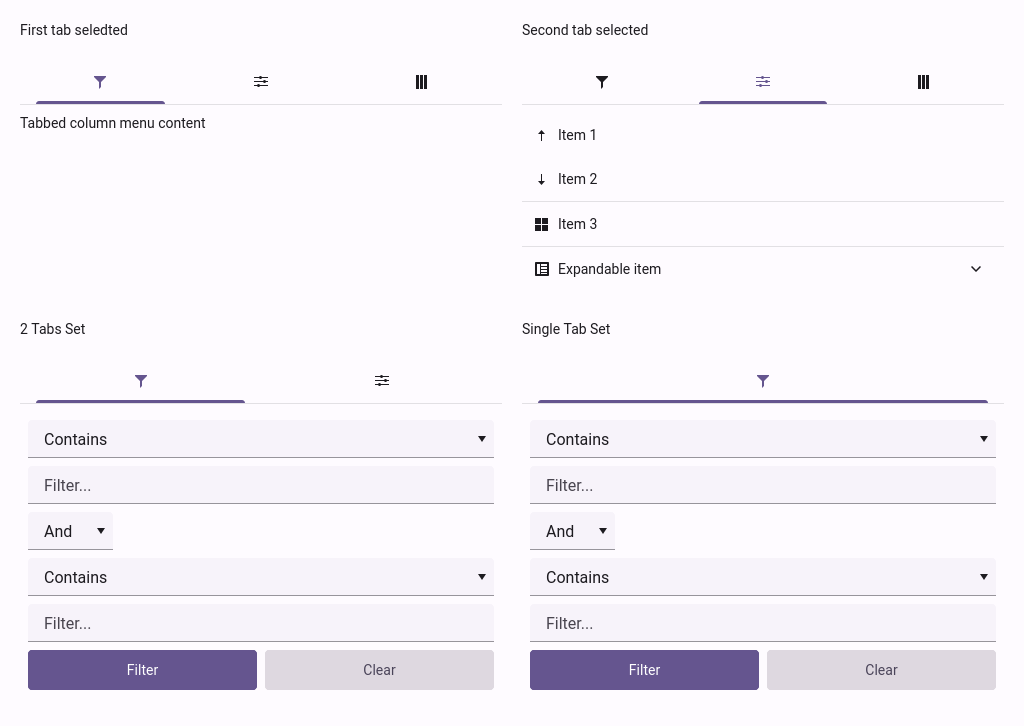 First tab seledted
Second tab selected
Tabbed column menu content
Item 1
Item 2
Item 3
Expandable item
2 Tabs Set
Single Tab Set
Contains
Filter...
And
Contains
Filter...
Filter
Clear
Contains
Filter...
And
Contains
Filter...
Filter
Clear